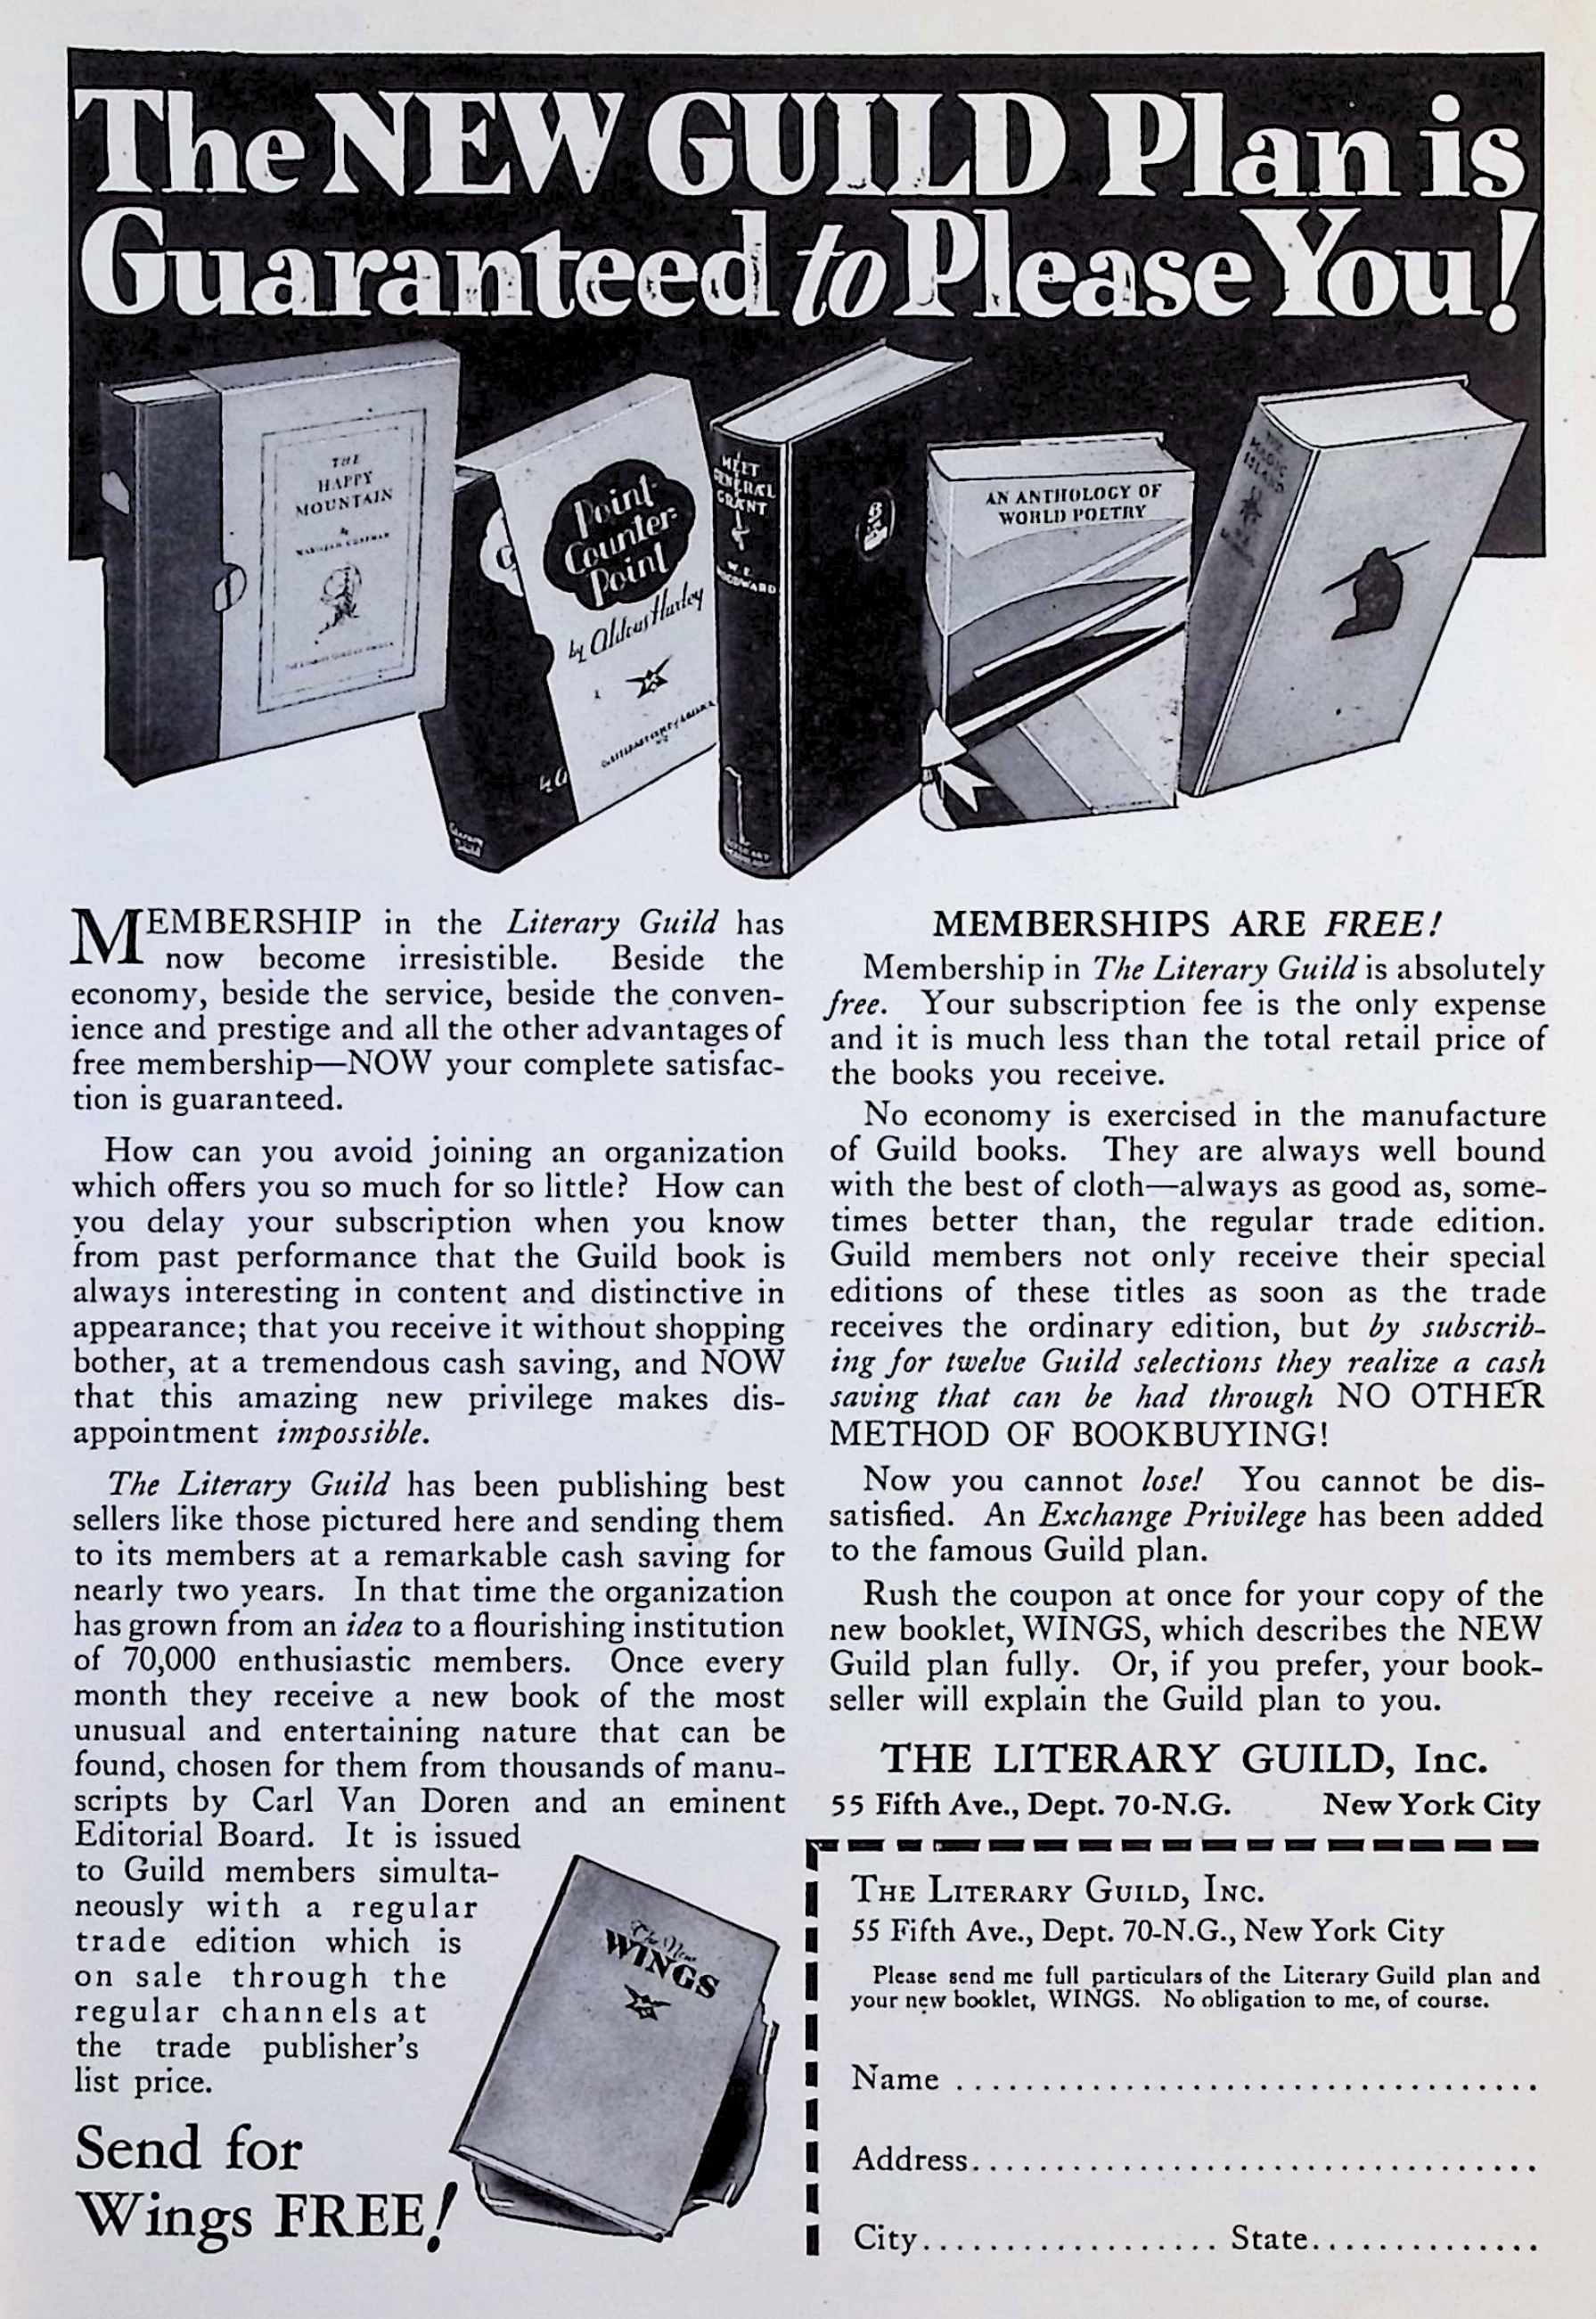 The NEW GUILD Plan is
Guaranteed to Please You!
THE
HAPPY
MOUNTAIN
By
Point
Counter
Point
by Aldous Huxley
MEET
GENERAL
GRANT
W. E.
WOODWARD
AN ANTHOLOGY OF
WORLD POETRY
THE
MAGIC
ISLAND
MEMBERSHIP in the Literary Guild has
now become irresistible. Beside the
economy, beside the service, beside the conven-
ience and prestige and all the other advantages of
free membership—NOW your complete satisfac-
tion is guaranteed.
How can you avoid joining an organization
which offers you so much for so little? How can
you delay your subscription when you know
from past performance that the Guild book is
always interesting in content and distinctive in
appearance; that you receive it without shopping
bother, at a tremendous cash saving, and NOW
that this amazing new privilege makes dis-
appointment impossible.
The Literary Guild has been publishing best
sellers like those pictured here and sending them
to its members at a remarkable cash saving for
nearly two years. In that time the organization
has grown from an idea to a flourishing institution
of 70,000 enthusiastic members. Once every
month they receive a new book of the most
unusual and entertaining nature that can be
found, chosen for them from thousands of manu-
scripts by Carl Van Doren and an eminent
Editorial Board. It is issued
to Guild members simulta-
neously with a regular
trade edition which is
on sale through the
regular channels at
the trade publisher's
list price.
Send for
Wings FREE!
The New
WINGS
MEMBERSHIPS ARE FREE!
Membership in The Literary Guild is absolutely
free. Your subscription fee is the only expense
and it is much less than the total retail price of
the books you receive.
No economy is exercised in the manufacture
of Guild books. They are always well bound
with the best of cloth—always as good as, some-
times better than, the regular trade edition.
Guild members not only receive their special
editions of these titles as soon as the trade
receives the ordinary edition, but by subscrib-
ing for twelve Guild selections they realize a cash
saving that can be had through NO OTHER
METHOD OF BOOKBUYING!
Now you cannot lose! You cannot be dis-
satisfied. An Exchange Privilege has been added
to the famous Guild plan.
Rush the coupon at once for your copy of the
new booklet, WINGS, which describes the NEW
Guild plan fully. Or, if you prefer, your book-
seller will explain the Guild plan to you.
THE LITERARY GUILD, Inc.
55 Fifth Ave., Dept. 70-N.G. New York City
THE LITERARY GUILD, INC.
55 Fifth Ave., Dept. 70-N.G., New York City
Please send me full particulars of the Literary Guild plan and
your new booklet, WINGS. No obligation to me, of course.
Name ...................................
Address..................................
City.................. State..............